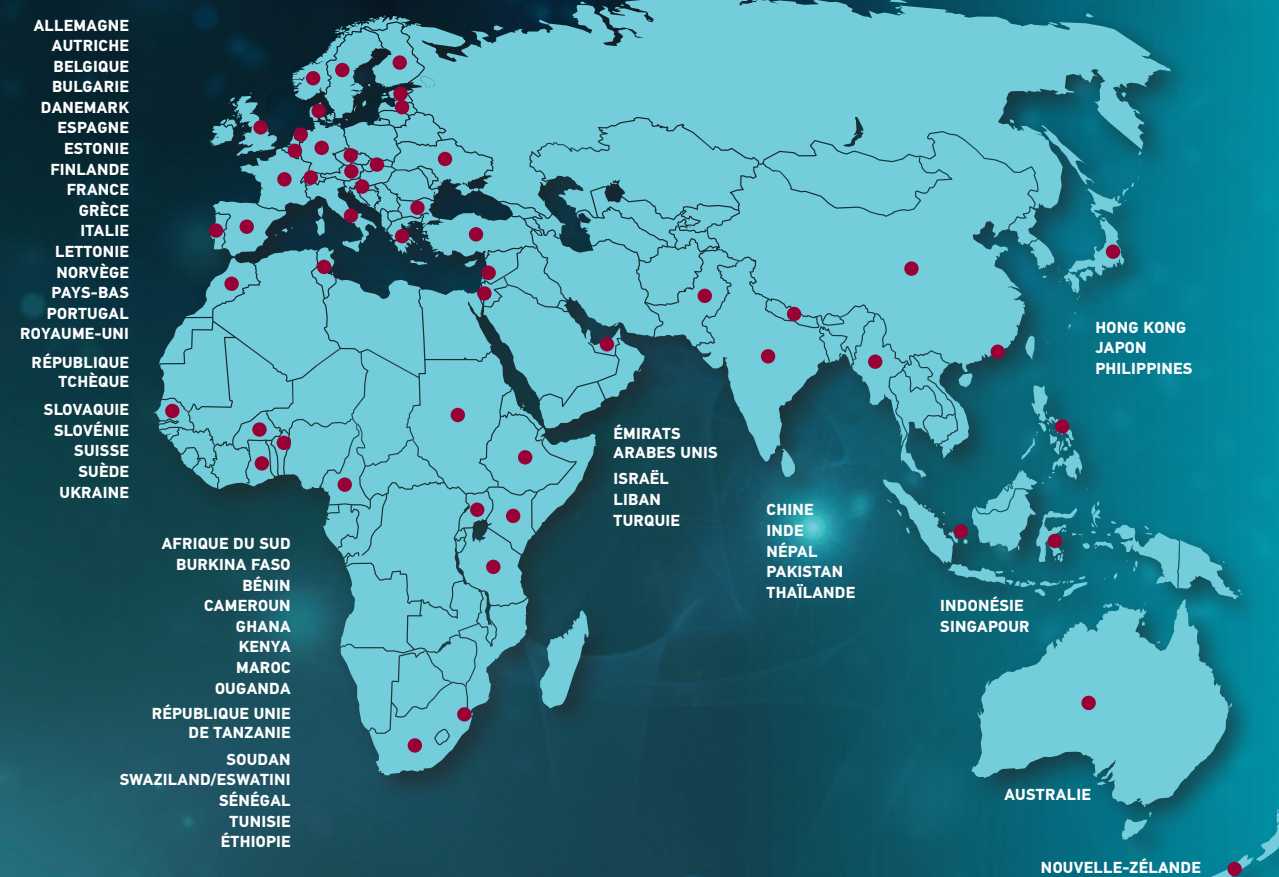 ALLEMAGNE
AUTRICHE
BELGIQUE
BULGARIE
DANEMARK
ESPAGNE
ESTONIE
FINLANDE
FRANCE
GRÈCE
ITALIE
LETTONIE
NORVÈGE
PAYS-BAS
PORTUGAL
ROYAUME-UNI
RÉPUBLIQUE
TCHÈQUE
SLOVAQUIE
SLOVÉNIE
SUISSE
SUÈDE
UKRAINE
AFRIQUE DU SUD
BURKINA FASO
BÉNIN
CAMEROUN
GHANA
KENYA
MAROC
OUGANDA
RÉPUBLIQUE UNIE
DE TANZANIE
SOUDAN
SWAZILAND/ESWATINI
SÉNÉGAL
TUNISIE
ÉTHIOPIE
ÉMIRATS
ARABES UNIS
ISRAËL
LIBAN
TURQUIE
CHINE
INDE
NÉPAL
PAKISTAN
THAÏLANDE
HONG KONG
JAPON
PHILIPPINES
INDONÉSIE
SINGAPOUR
AUSTRALIE
NOUVELLE-ZÉLANDE